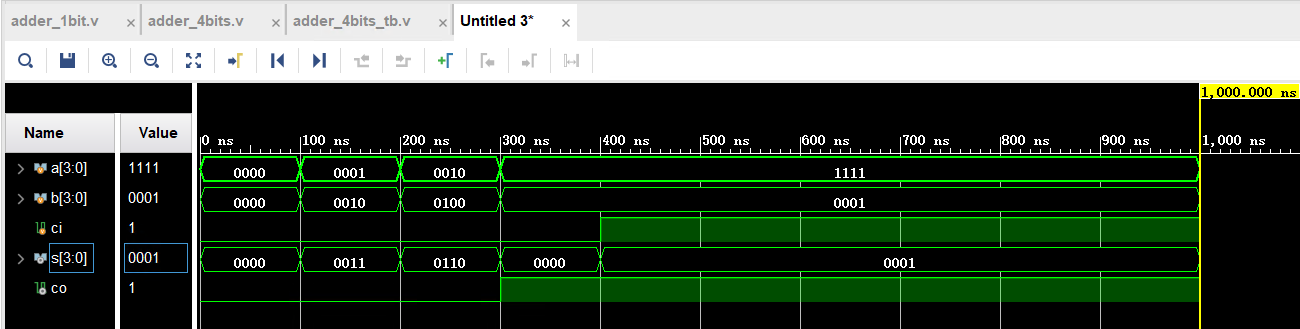 adder_1bit.v × adder_4bits.v × adder_4bits_tb.v × Untitled 3* ×
1,000.000 ns
Name Value 0 ns 100 ns 200 ns 300 ns 400 ns 500 ns 600 ns 700 ns 800 ns 900 ns 1,000 ns
a[3:0] 1111 0000 0001 0010 1111
b[3:0] 0001 0000 0010 0100 0001
ci 1
s[3:0] 0001 0000 0011 0110 0000 0001
co 1